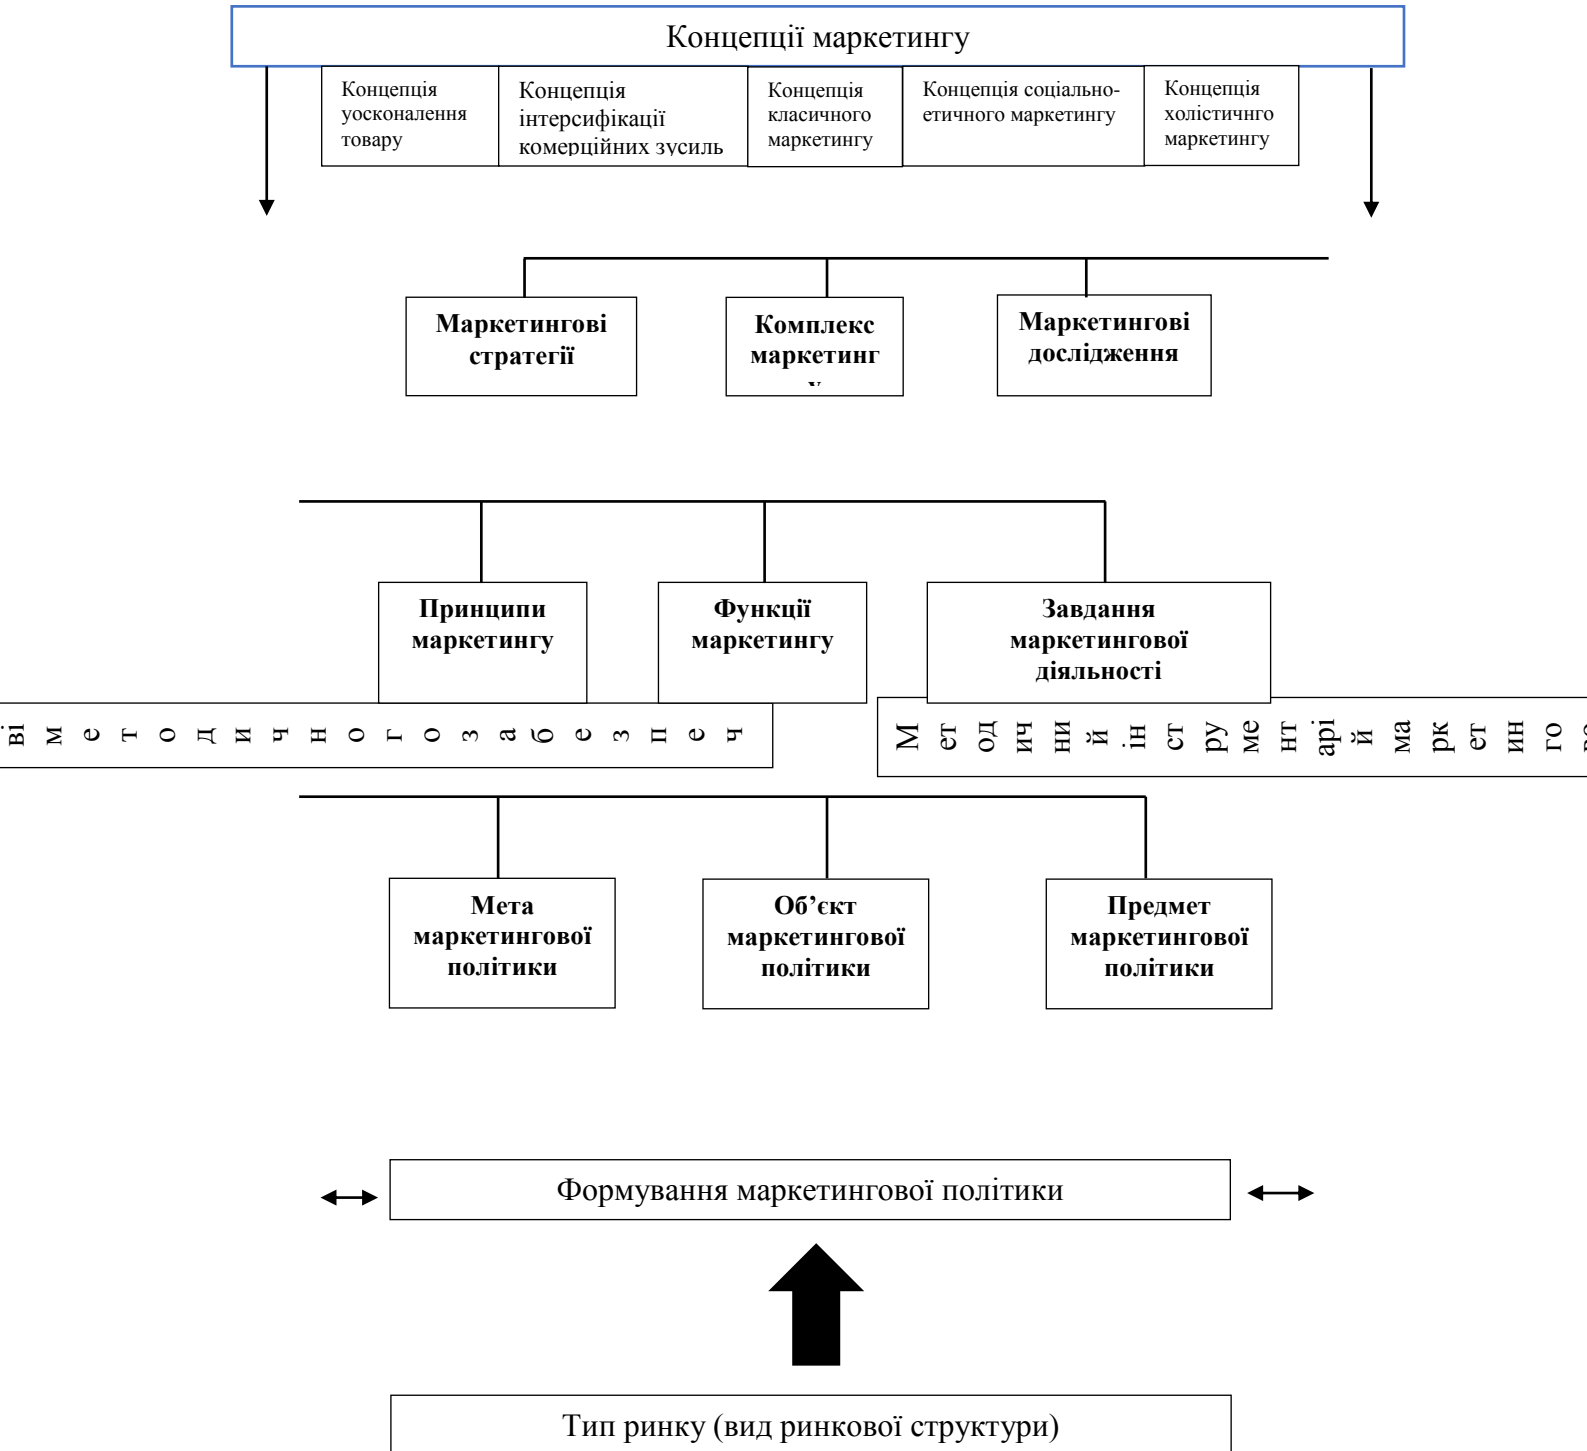 Концепції маркетингу
Концепція
уосконалення
товару
Концепція
інтерсифікації
комерційних зусиль
Концепція
класичного
маркетингу
Концепція соціально-
етичного маркетингу
Концепція
холістичнго
маркетингу
Маркетингові
стратегії
Комплекс
маркетинг
у
Маркетингові
дослідження
Принципи
маркетингу
Функції
маркетингу
Завдання
маркетингової
діяльності
ві м е т о д и ч н о г о з а б е з п е ч
М ет од ич ни й ін ст ру ме нт арі й ма рк ет ин го
Мета
маркетингової
політики
Об’єкт
маркетингової
політики
Предмет
маркетингової
політики
Формування маркетингової політики
Тип ринку (вид ринкової структури)